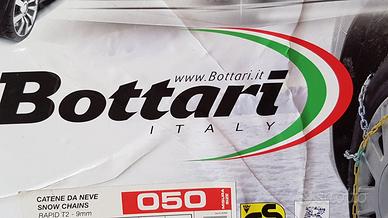 www.Bottari.it
Bottari
ITALY
CATENE DA NEVE
SNOW CHAINS
RAPID T2 - 9mm
050